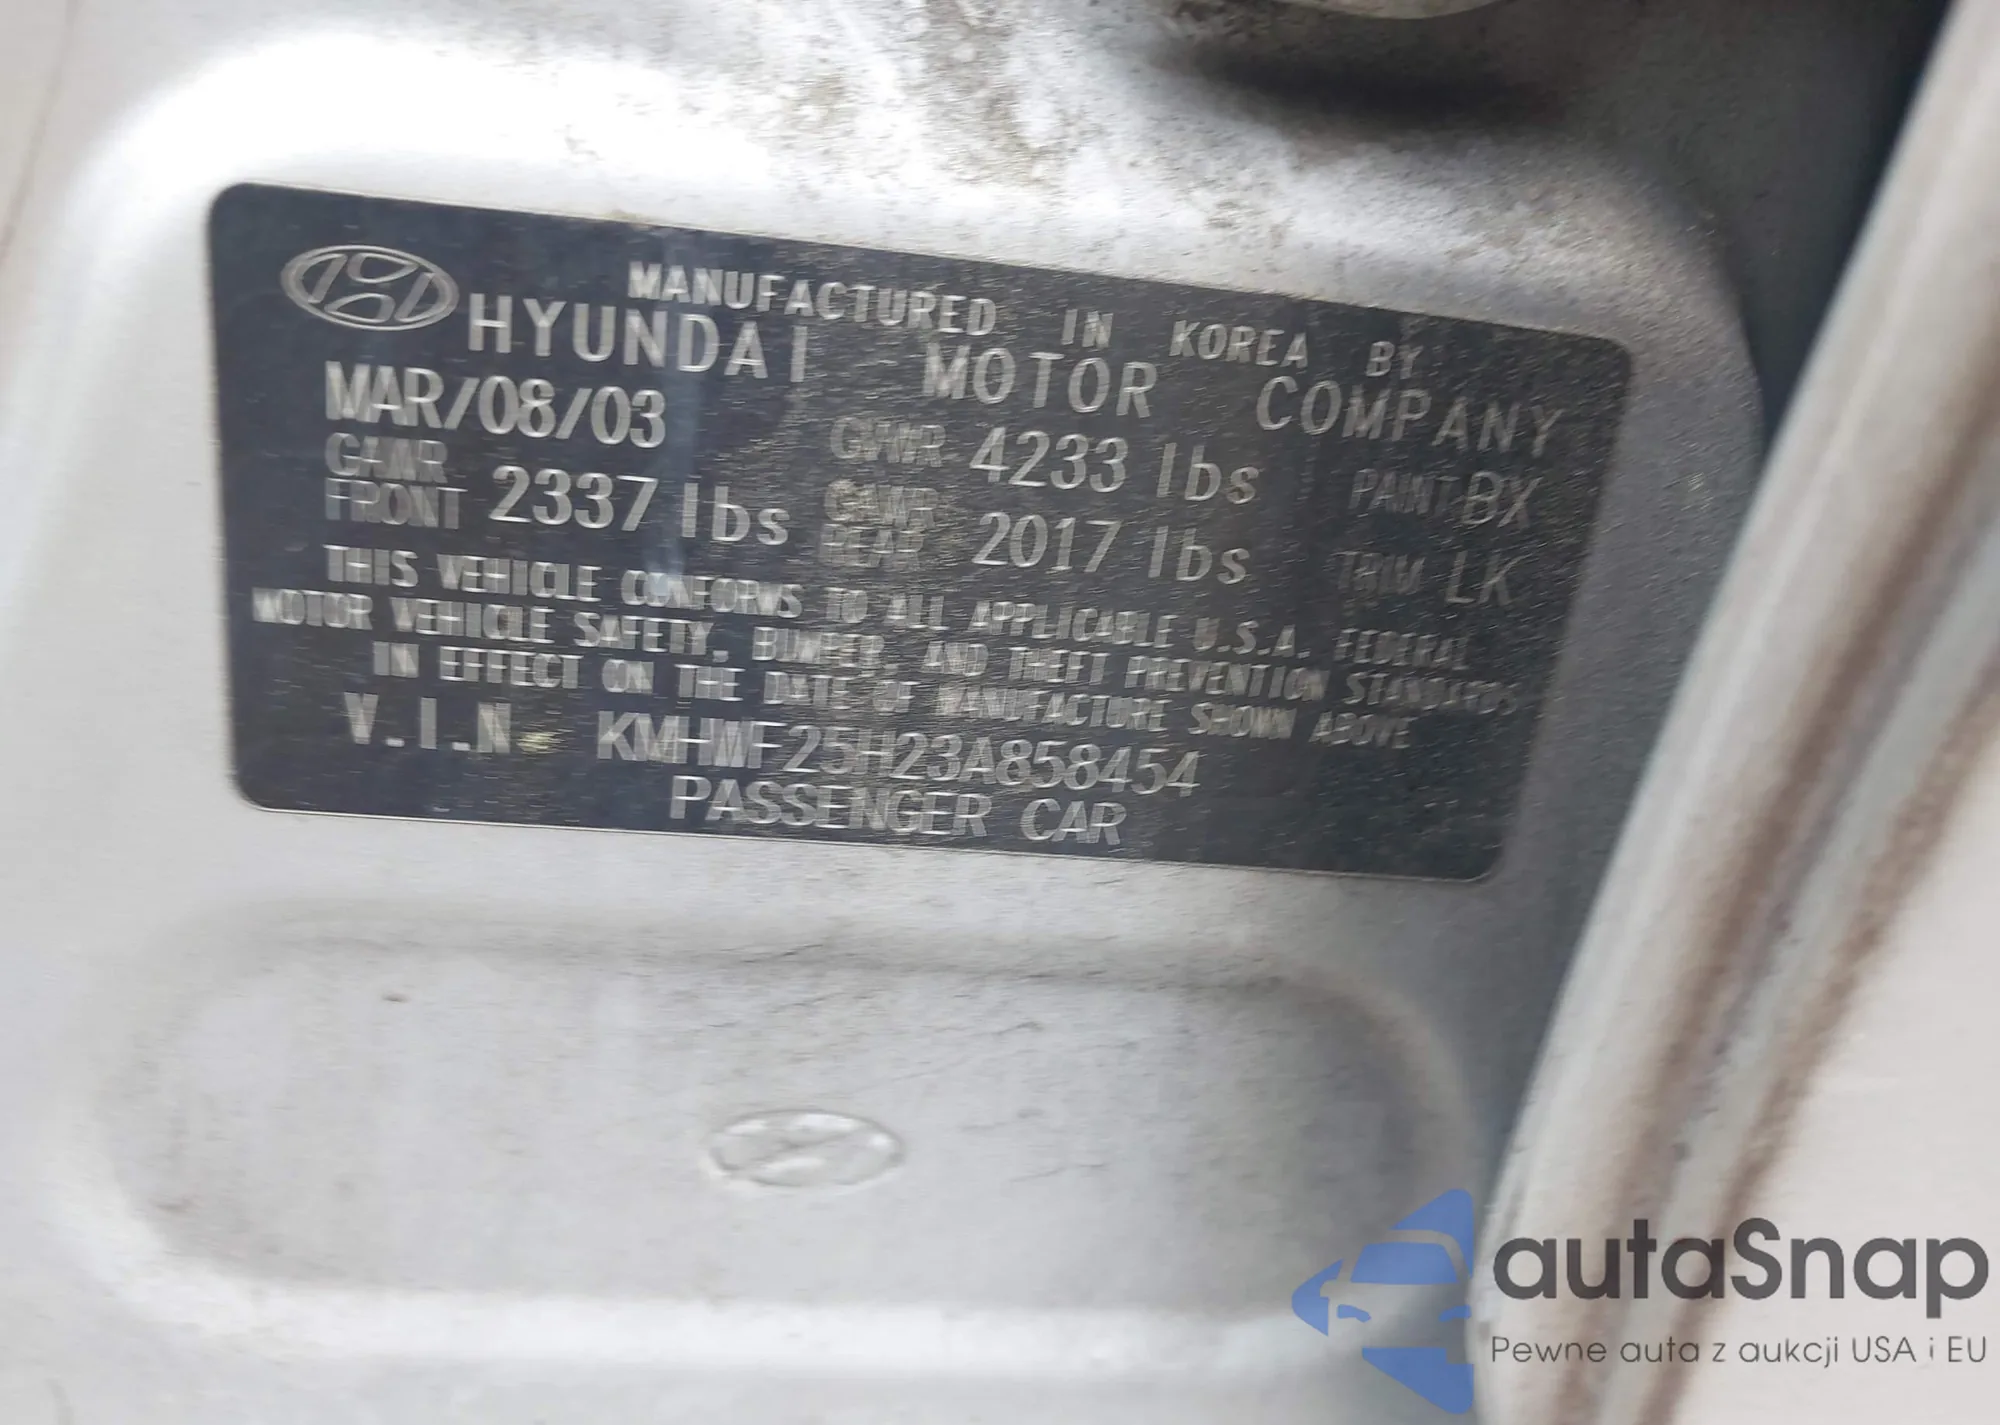 MANUFACTURED IN KOREA BY
HYUNDAI MOTOR COMPANY
MAR/08/03 GVWR 4233 lbs PAINT BX
GAWR FRONT 2337 lbs GAWR REAR 2017 lbs TRIM LK
THIS VEHICLE CONFORMS TO ALL APPLICABLE U.S.A. FEDERAL
MOTOR VEHICLE SAFETY, BUMPER, AND THEFT PREVENTION STANDARDS
IN EFFECT ON THE DATE OF MANUFACTURE SHOWN ABOVE
V.I.N. KMHWF25H23A858454
PASSENGER CAR
autaSnap
Pewne auta z aukcji USA i EU